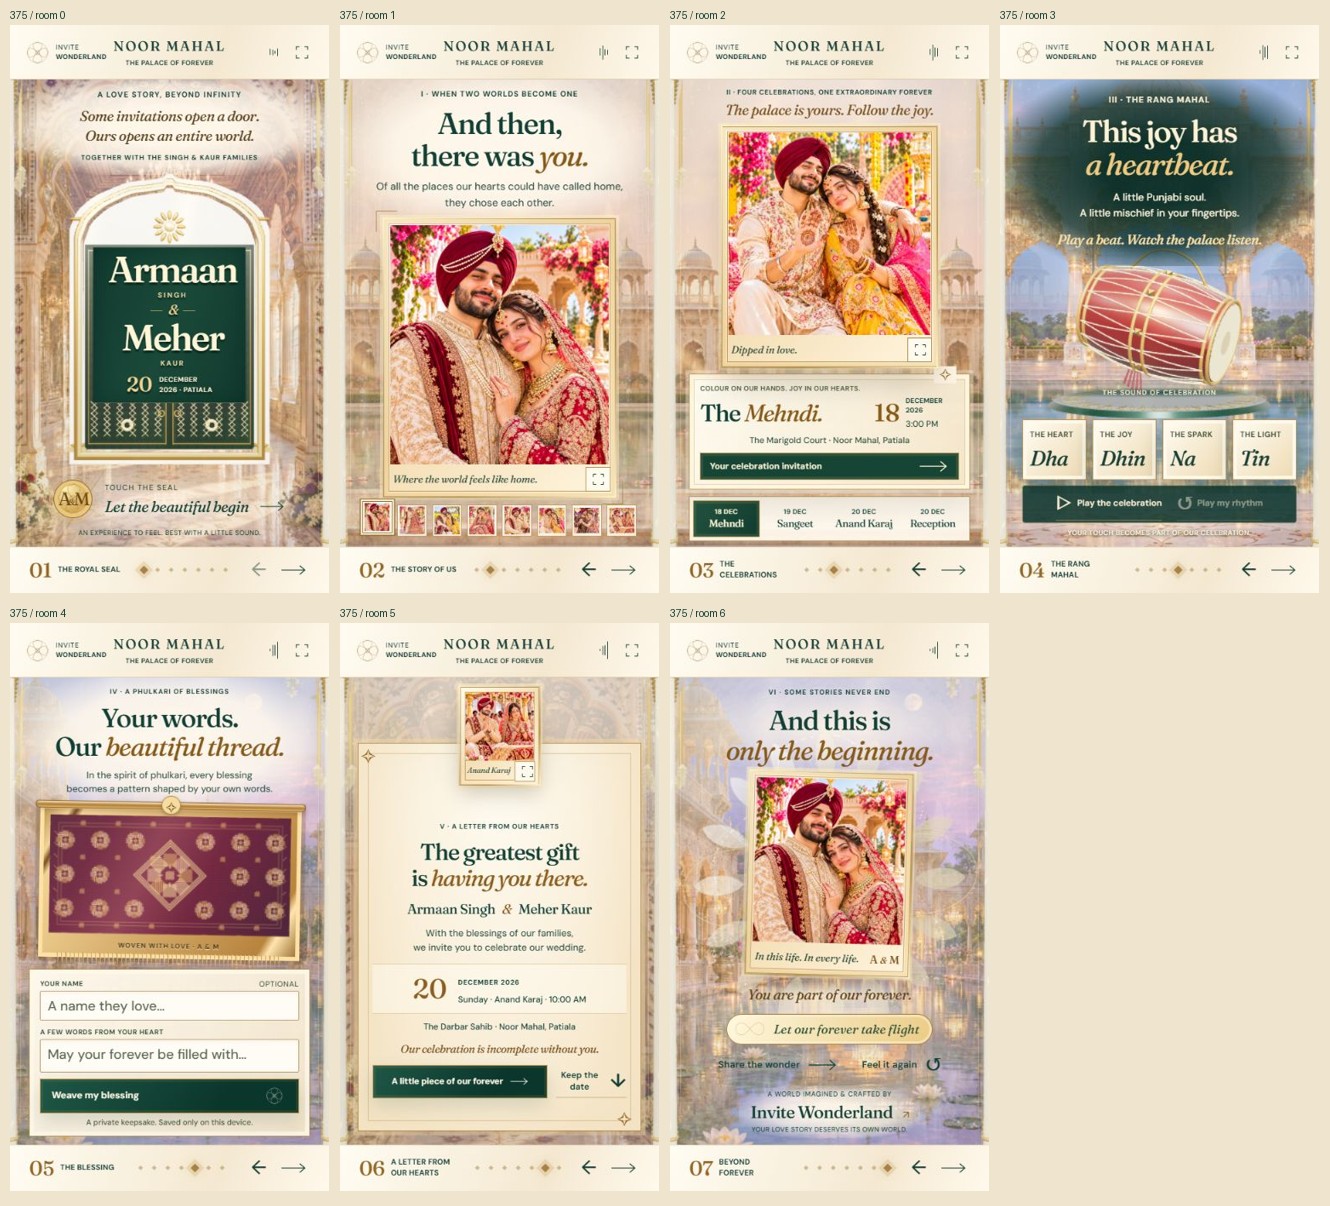 375 / room 0
INVITE
WONDERLAND
NOOR MAHAL
THE PALACE OF FOREVER
A LOVE STORY, BEYOND INFINITY
Some invitations open a door.
Ours opens an entire world.
TOGETHER WITH THE SINGH & KAUR FAMILIES
Armaan
SINGH
&
Meher
KAUR
20 DECEMBER
2026 · PATIALA
A&M
TOUCH THE SEAL
Let the beautiful begin
AN EXPERIENCE TO FEEL. BEST WITH A LITTLE SOUND.
01 THE ROYAL SEAL
375 / room 1
INVITE
WONDERLAND
NOOR MAHAL
THE PALACE OF FOREVER
I · WHEN TWO WORLDS BECOME ONE
And then,
there was you.
Of all the places our hearts could have called home,
they chose each other.
Where the world feels like home.
02 THE STORY OF US
375 / room 2
INVITE
WONDERLAND
NOOR MAHAL
THE PALACE OF FOREVER
II · FOUR CELEBRATIONS, ONE EXTRAORDINARY FOREVER
The palace is yours. Follow the joy.
Dipped in love.
COLOUR ON OUR HANDS. JOY IN OUR HEARTS.
The Mehndi.
18 DECEMBER
2026
3:00 PM
The Marigold Court · Noor Mahal, Patiala
Your celebration invitation
18 DEC
Mehndi
19 DEC
Sangeet
20 DEC
Anand Karaj
20 DEC
Reception
03 THE
CELEBRATIONS
375 / room 3
INVITE
WONDERLAND
NOOR MAHAL
THE PALACE OF FOREVER
III · THE RANG MAHAL
This joy has
a heartbeat.
A little Punjabi soul.
A little mischief in your fingertips.
Play a beat. Watch the palace listen.
THE SOUND OF CELEBRATION
THE HEART
Dha
THE JOY
Dhin
THE SPARK
Na
THE LIGHT
Tin
Play the celebration
Play my rhythm
YOUR TOUCH BECOMES PART OF OUR CELEBRATION.
04 THE RANG
MAHAL
375 / room 4
INVITE
WONDERLAND
NOOR MAHAL
THE PALACE OF FOREVER
IV · A PHULKARI OF BLESSINGS
Your words.
Our beautiful thread.
In the spirit of phulkari, every blessing
becomes a pattern shaped by your own words.
WOVEN WITH LOVE · A & M
YOUR NAME
OPTIONAL
A name they love...
A FEW WORDS FROM YOUR HEART
May your forever be filled with...
Weave my blessing
A private keepsake. Saved only on this device.
05 THE BLESSING
375 / room 5
INVITE
WONDERLAND
NOOR MAHAL
THE PALACE OF FOREVER
Anand Karaj
V · A LETTER FROM OUR HEARTS
The greatest gift
is having you there.
Armaan Singh & Meher Kaur
With the blessings of our families,
we invite you to celebrate our wedding.
20 DECEMBER 2026
Sunday · Anand Karaj · 10:00 AM
The Darbar Sahib · Noor Mahal, Patiala
Our celebration is incomplete without you.
A little piece of our forever
Keep the
date
06 A LETTER FROM
OUR HEARTS
375 / room 6
INVITE
WONDERLAND
NOOR MAHAL
THE PALACE OF FOREVER
VI · SOME STORIES NEVER END
And this is
only the beginning.
In this life. In every life.
A & M
You are part of our forever.
Let our forever take flight
Share the wonder
Feel it again
A WORLD IMAGINED & CRAFTED BY
Invite Wonderland
YOUR LOVE STORY DESERVES ITS OWN WORLD.
07 BEYOND
FOREVER